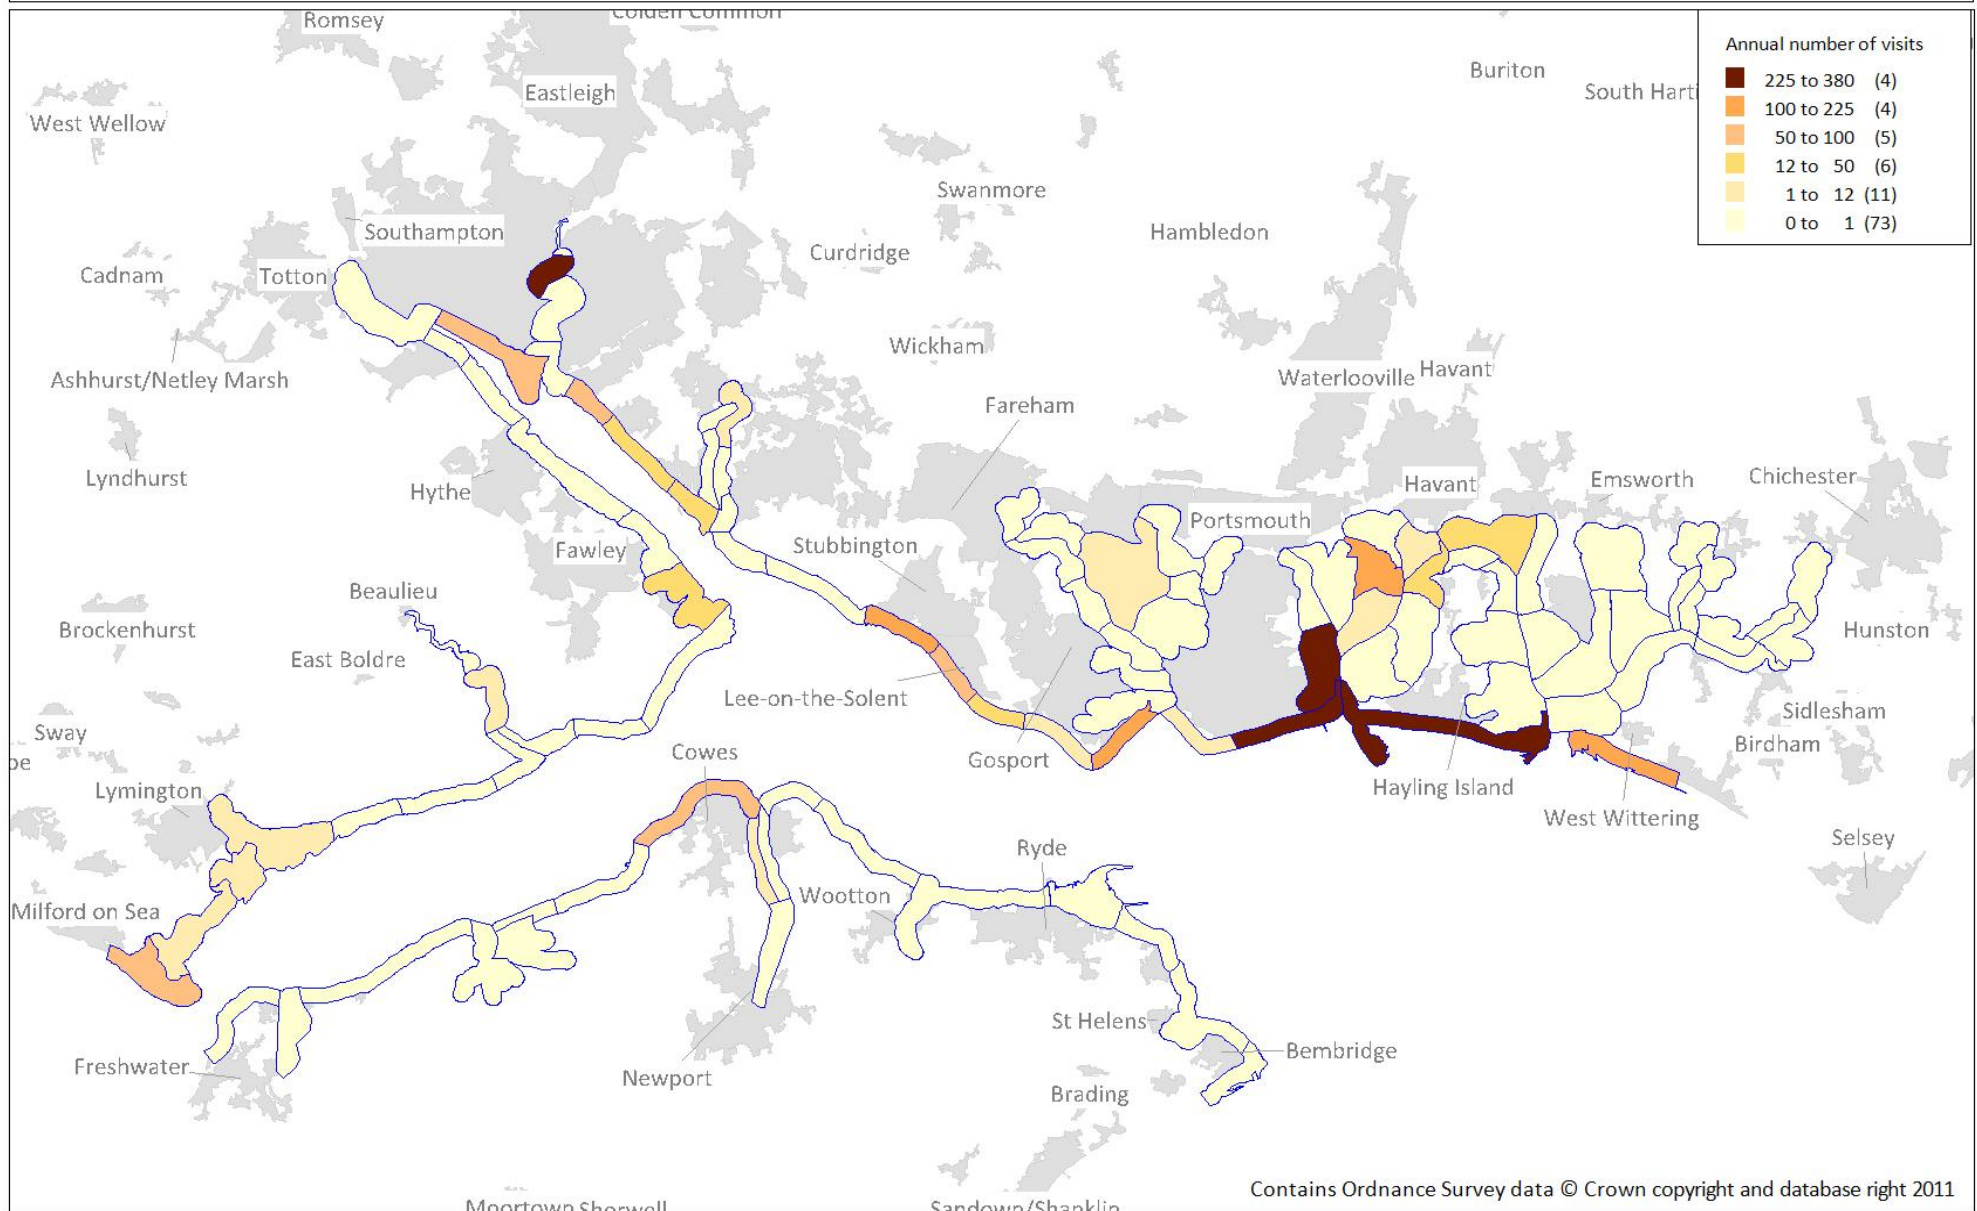 Romsey
Colden Common
Annual number of visits
225 to 380 (4)
100 to 225 (4)
50 to 100 (5)
12 to 50 (6)
1 to 12 (11)
0 to 1 (73)
Buriton
South Harti
Eastleigh
West Wellow
Swanmore
Southampton
Hambledon
Curdridge
Cadnam
Totton
Wickham
Ashhurst/Netley Marsh
Waterlooville
Havant
Fareham
Lyndhurst
Hythe
Havant
Emsworth
Chichester
Portsmouth
Fawley
Stubbington
Beaulieu
Brockenhurst
Hunston
East Boldre
Lee-on-the-Solent
Sidlesham
Sway
Birdham
Cowes
Gosport
pe
Lymington
Hayling Island
West Wittering
Selsey
Ryde
Wootton
Milford on Sea
St Helens
Bembridge
Freshwater
Newport
Brading
Contains Ordnance Survey data © Crown copyright and database right 2011
Moortown Shorwell
Sandown/Shanklin